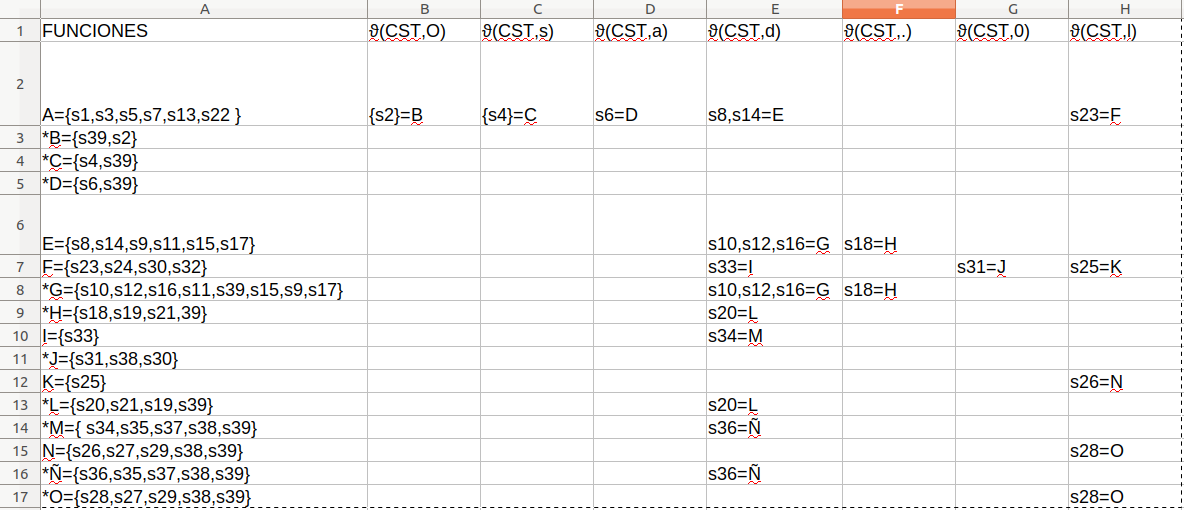 A B C D E F G H
1 FUNCIONES ϑ(CST,O) ϑ(CST,s) ϑ(CST,a) ϑ(CST,d) ϑ(CST,.) ϑ(CST,0) ϑ(CST,l)
2 A={s1,s3,s5,s7,s13,s22 } {s2}=B {s4}=C s6=D s8,s14=E s23=F
3 *B={s39,s2}
4 *C={s4,s39}
5 *D={s6,s39}
6 E={s8,s14,s9,s11,s15,s17} s10,s12,s16=G s18=H
7 F={s23,s24,s30,s32} s33=I s31=J s25=K
8 *G={s10,s12,s16,s11,s39,s15,s9,s17} s10,s12,s16=G s18=H
9 *H={s18,s19,s21,39} s20=L
10 I={s33} s34=M
11 *J={s31,s38,s30}
12 K={s25} s26=N
13 *L={s20,s21,s19,s39} s20=L
14 *M={ s34,s35,s37,s38,s39} s36=Ñ
15 N={s26,s27,s29,s38,s39} s28=O
16 *Ñ={s36,s35,s37,s38,s39} s36=Ñ
17 *O={s28,s27,s29,s38,s39} s28=O